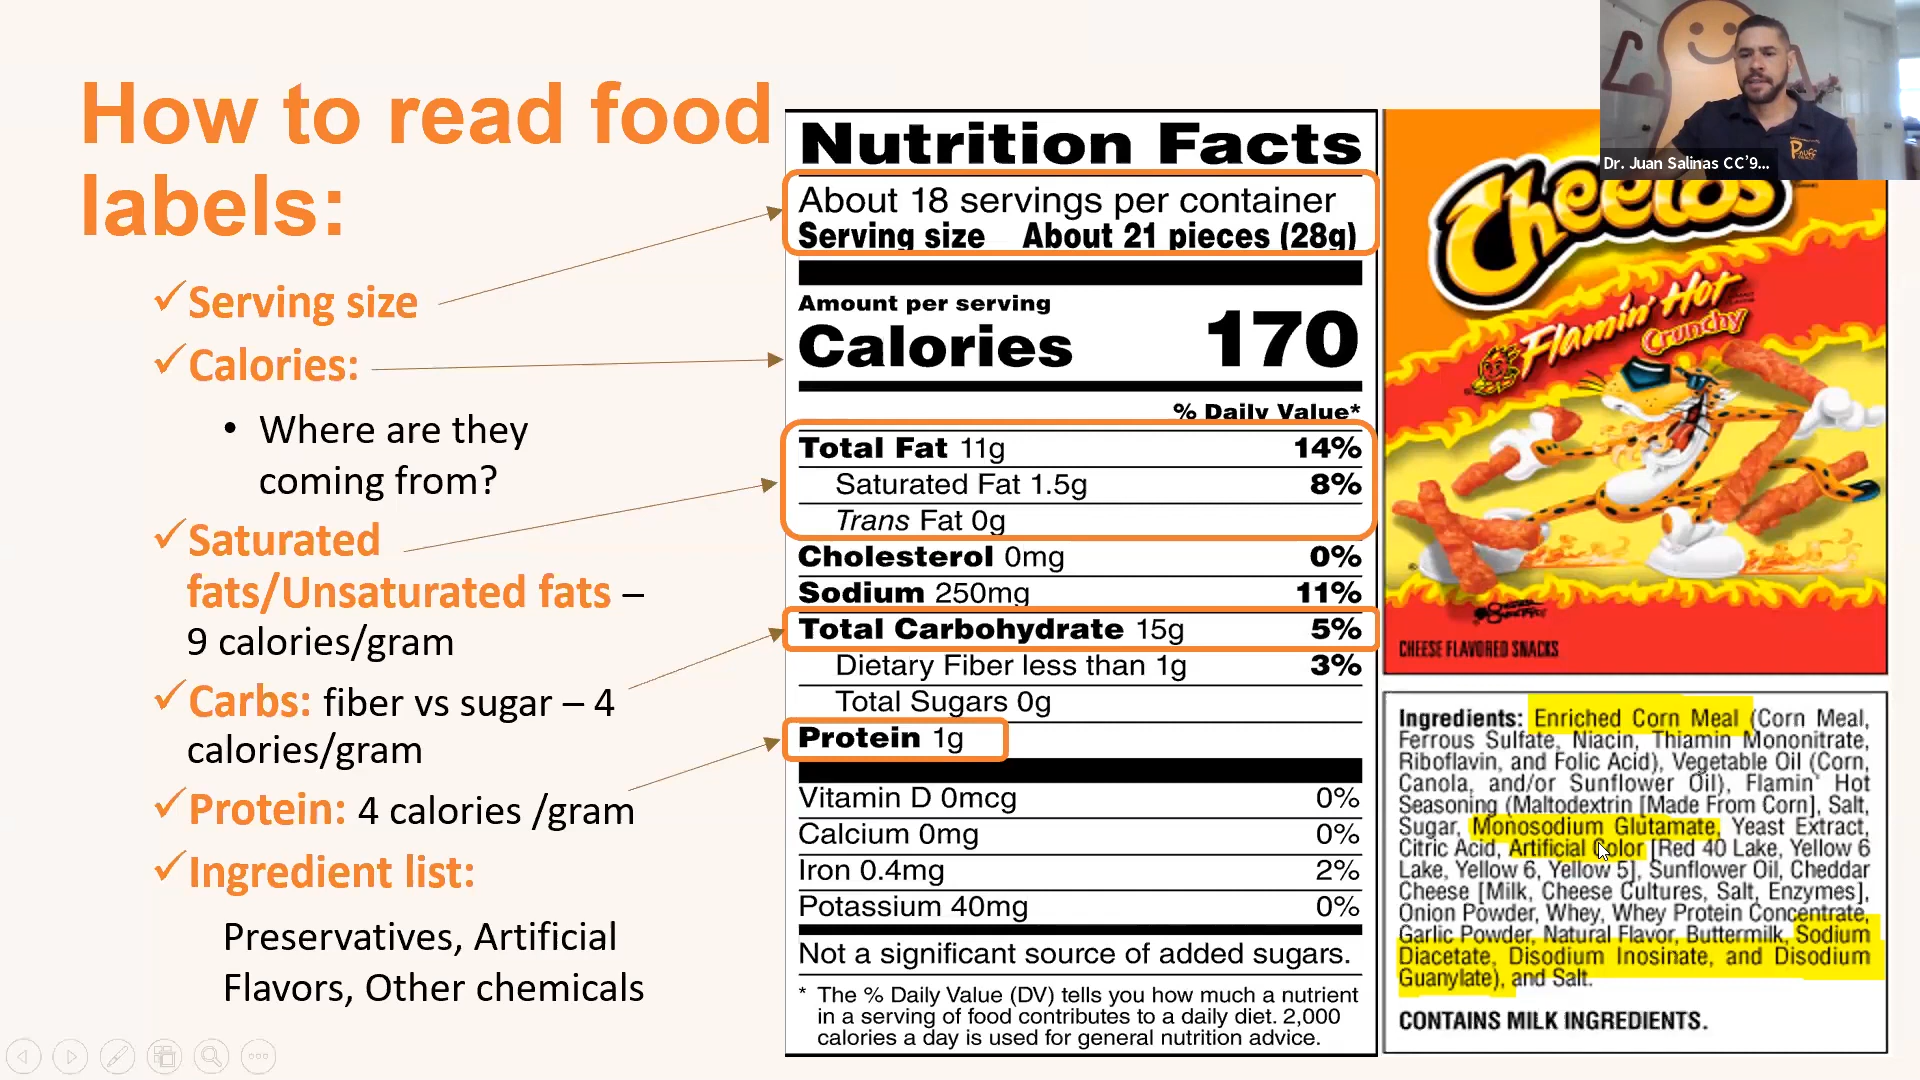 How to read food
labels:
✓Serving size
✓Calories:
• Where are they
coming from?
✓Saturated
fats/Unsaturated fats –
9 calories/gram
✓Carbs: fiber vs sugar – 4
calories/gram
✓Protein: 4 calories /gram
✓Ingredient list:
Preservatives, Artificial
Flavors, Other chemicals
Nutrition Facts
About 18 servings per container
Serving size About 21 pieces (28g)
Amount per serving
Calories 170
% Daily Value*
Total Fat 11g 14%
Saturated Fat 1.5g 8%
Trans Fat 0g
Cholesterol 0mg 0%
Sodium 250mg 11%
Total Carbohydrate 15g 5%
Dietary Fiber less than 1g 3%
Total Sugars 0g
Protein 1g
Vitamin D 0mcg 0%
Calcium 0mg 0%
Iron 0.4mg 2%
Potassium 40mg 0%
Not a significant source of added sugars.
* The % Daily Value (DV) tells you how much a nutrient
in a serving of food contributes to a daily diet. 2,000
calories a day is used for general nutrition advice.
Dr. Juan Salinas CC’9...
Cheetos
Flamin' Hot
Crunchy
CHEESE FLAVORED SNACKS
Ingredients: Enriched Corn Meal (Corn Meal,
Ferrous Sulfate, Niacin, Thiamin Mononitrate,
Riboflavin, and Folic Acid), Vegetable Oil (Corn,
Canola, and/or Sunflower Oil), Flamin' Hot
Seasoning (Maltodextrin [Made From Corn], Salt,
Sugar, Monosodium Glutamate, Yeast Extract,
Citric Acid, Artificial Color [Red 40 Lake, Yellow 6
Lake, Yellow 6, Yellow 5], Sunflower Oil, Cheddar
Cheese [Milk, Cheese Cultures, Salt, Enzymes],
Onion Powder, Whey, Whey Protein Concentrate,
Garlic Powder, Natural Flavor, Buttermilk, Sodium
Diacetate, Disodium Inosinate, and Disodium
Guanylate), and Salt.
CONTAINS MILK INGREDIENTS.